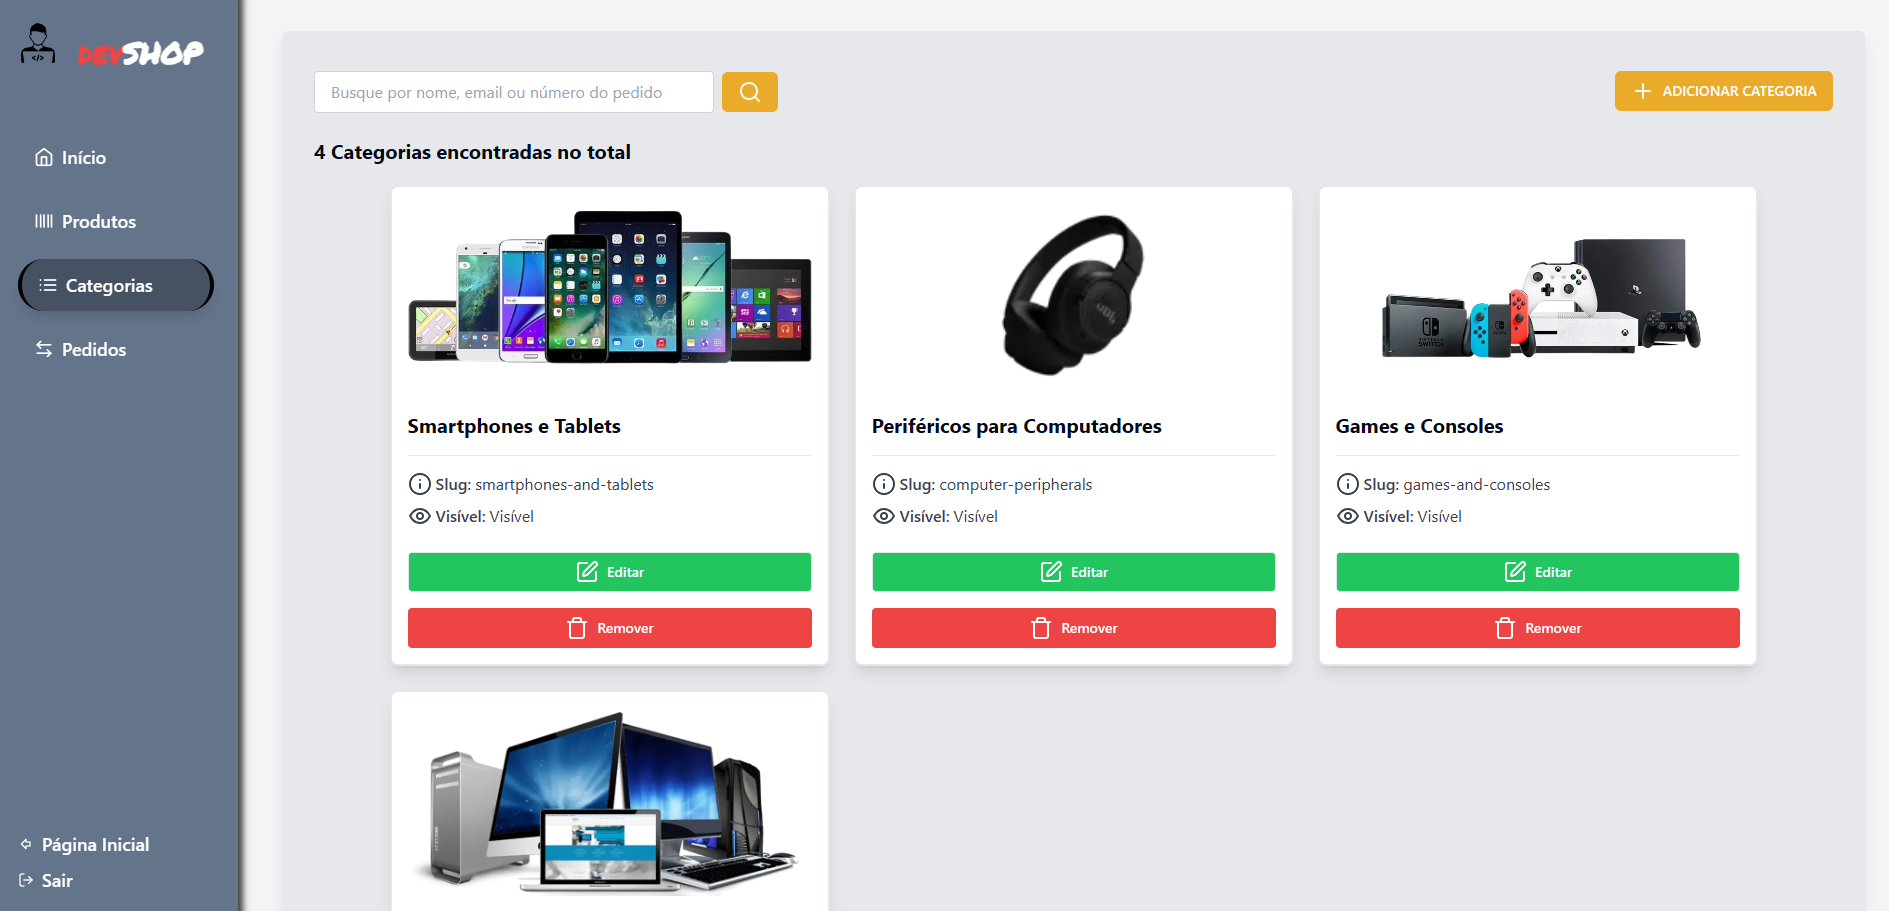 DEVSHOP
Início
Produtos
Categorias
Pedidos
Página Inicial
Sair
Busque por nome, email ou número do pedido
ADICIONAR CATEGORIA
4 Categorias encontradas no total
Smartphones e Tablets
Slug: smartphones-and-tablets
Visível: Visível
Editar
Remover
Periféricos para Computadores
Slug: computer-peripherals
Visível: Visível
Editar
Remover
NINTENDO
SWITCH
Games e Consoles
Slug: games-and-consoles
Visível: Visível
Editar
Remover